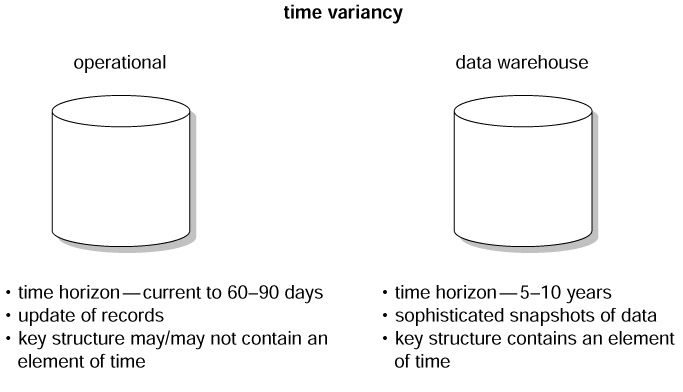 time variancy
operational
data warehouse
• time horizon — current to 60–90 days
• update of records
• key structure may/may not contain an
element of time
• time horizon — 5–10 years
• sophisticated snapshots of data
• key structure contains an element
of time